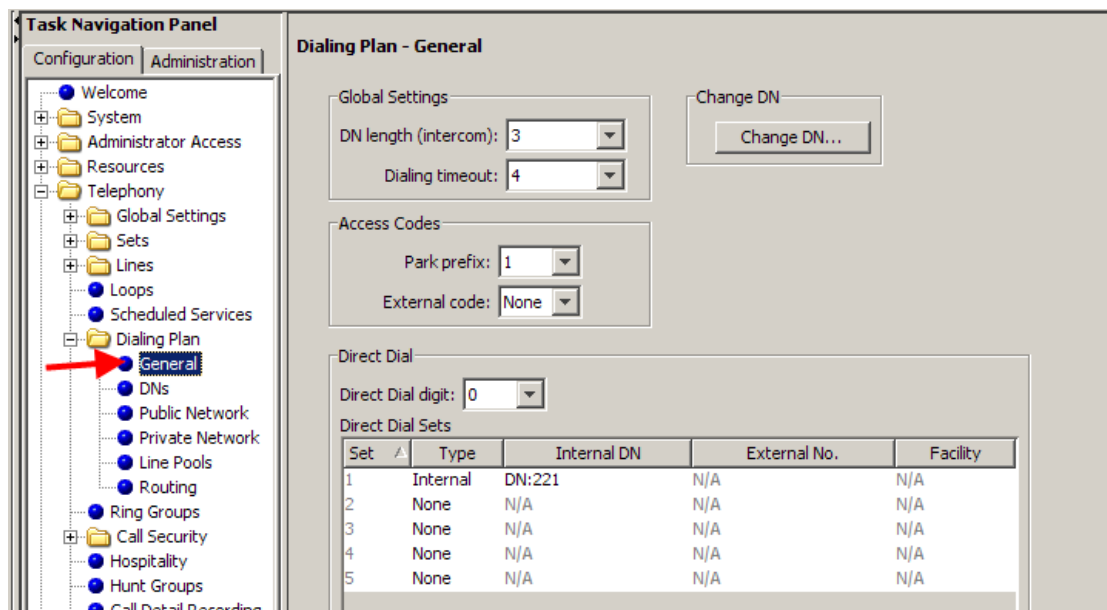 Task Navigation Panel
Configuration Administration
Welcome
System
Administrator Access
Resources
Telephony
Global Settings
Sets
Lines
Loops
Scheduled Services
Dialing Plan
General
DNs
Public Network
Private Network
Line Pools
Routing
Ring Groups
Call Security
Hospitality
Hunt Groups
Call Detail Recording
Dialing Plan - General
Global Settings
DN length (intercom): 3
Dialing timeout: 4
Change DN
Change DN...
Access Codes
Park prefix: 1
External code: None
Direct Dial
Direct Dial digit: 0
Direct Dial Sets
Set Type Internal DN External No. Facility
1 Internal DN:221 N/A N/A
2 None N/A N/A N/A
3 None N/A N/A N/A
4 None N/A N/A N/A
5 None N/A N/A N/A